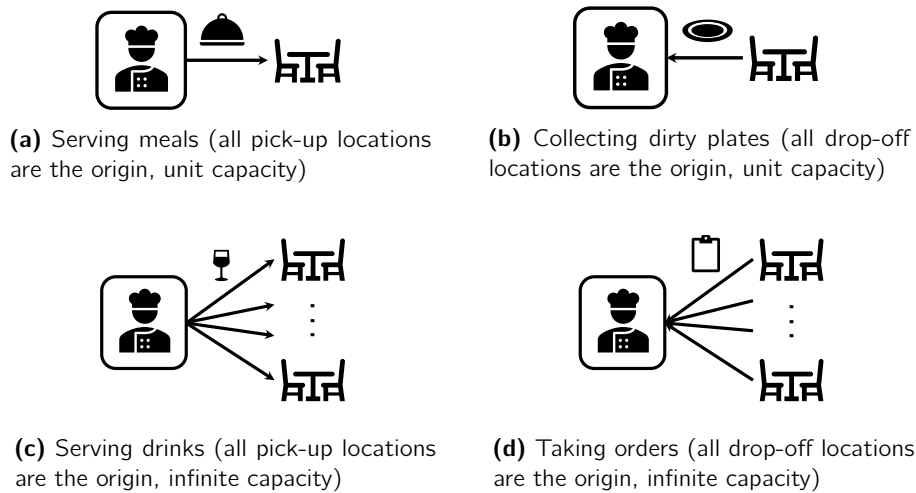 (a) Serving meals (all pick-up locations
are the origin, unit capacity)
(b) Collecting dirty plates (all drop-off
locations are the origin, unit capacity)
(c) Serving drinks (all pick-up locations
are the origin, infinite capacity)
(d) Taking orders (all drop-off locations
are the origin, infinite capacity)